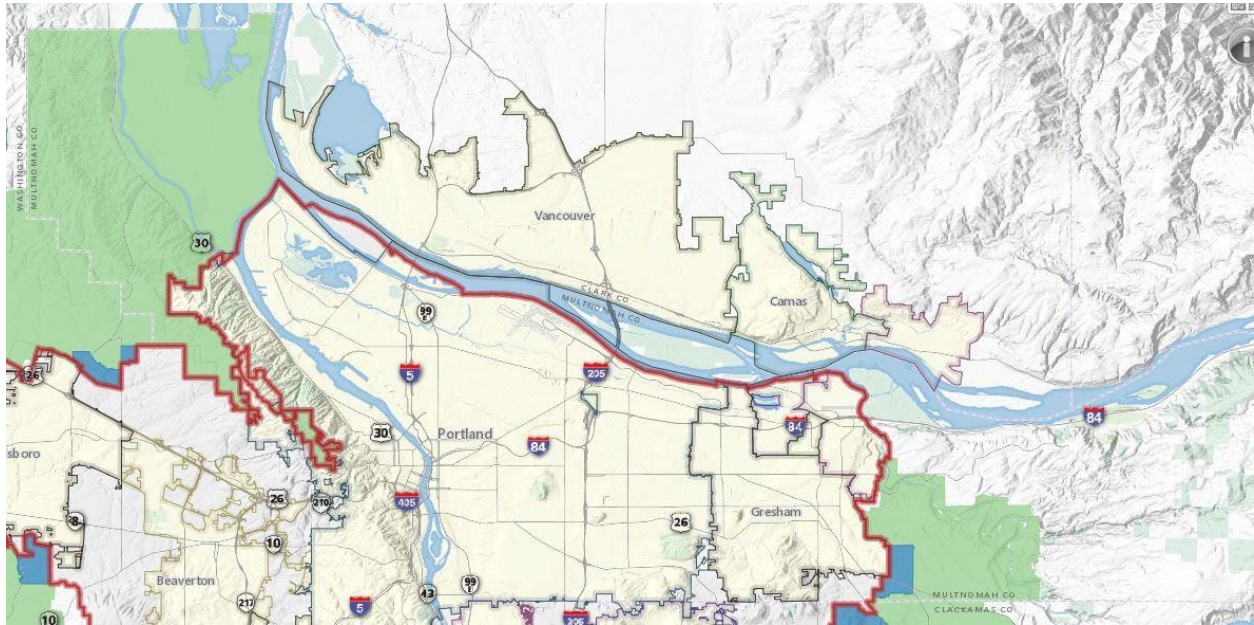 WASHINGTON CO
MULTNOMAH CO
i
Vancouver
30
CLARK CO
MULTNOMAH CO
Camas
99
E
5
205
26
84
84
30
Portland
84
sboro
26
210
405
26
Gresham
8
10
Beaverton
99
E
217
43
5
205
10
MULTNOMAH CO
CLACKAMAS CO